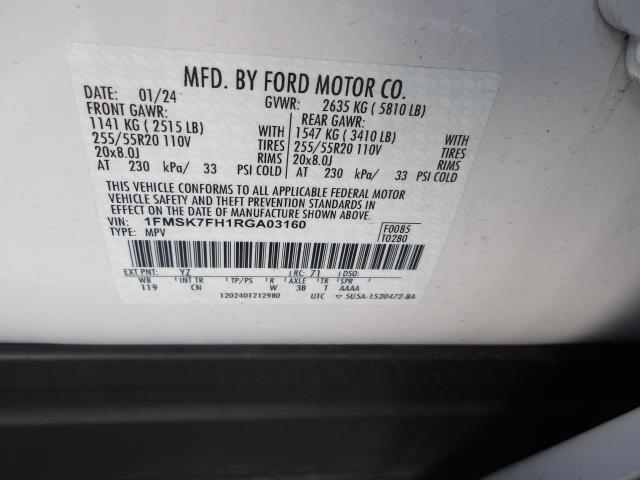 MFD. BY FORD MOTOR CO.
DATE: 01/24 GVWR: 2635 KG ( 5810 LB)
FRONT GAWR: REAR GAWR:
1141 KG ( 2515 LB) WITH 1547 KG ( 3410 LB) WITH
255/55R20 110V TIRES 255/55R20 110V TIRES
20x8.0J RIMS 20x8.0J RIMS
AT 230 kPa/ 33 PSI COLD AT 230 kPa/ 33 PSI COLD
THIS VEHICLE CONFORMS TO ALL APPLICABLE FEDERAL MOTOR
VEHICLE SAFETY AND THEFT PREVENTION STANDARDS IN
EFFECT ON THE DATE OF MANUFACTURE SHOWN ABOVE.
VIN: 1FMSK7FH1RGA03160 F0085
TYPE: MPV T0280
EXT PNT: YZ RC: 71 DSO:
WB INT TR TP/PS R AXLE TR SPR
119 CN W 3B T AAAA
1202401212980 UTC ▽ 5U5A-1520472-BA